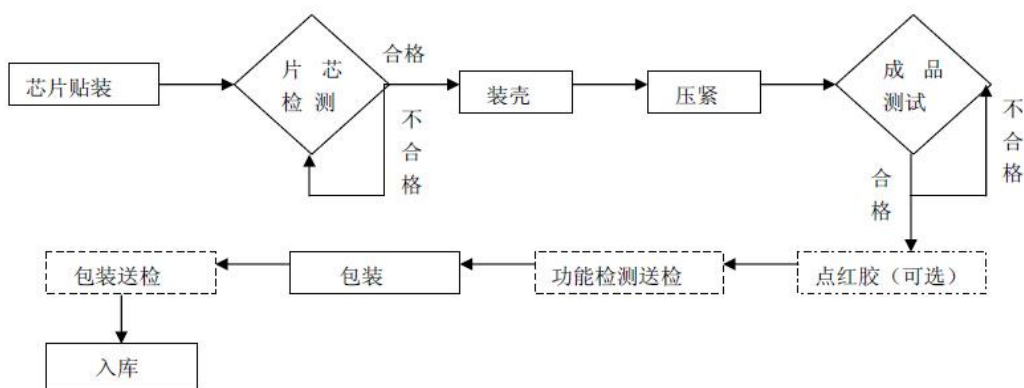 芯片贴装
片 芯
检 测
合格
不
合
格
装壳
压紧
成 品
测试
不
合
格
合
格
点红胶（可选）
功能检测送检
包装
包装送检
入库